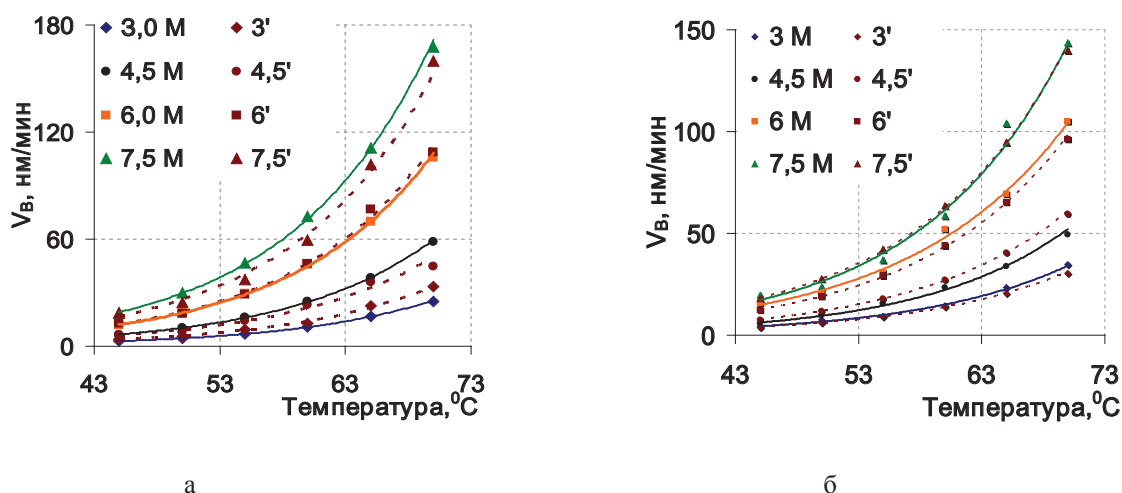 180
120
60
0
V_B, нм/мин
3,0 М 3'
4,5 М 4,5'
6,0 М 6'
7,5 М 7,5'
43 53 63 73
Температура,⁰С
а
150
100
50
0
V_B, нм/мин
3 М 3'
4,5 М 4,5'
6 М 6'
7,5 М 7,5'
43 53 63 73
Температура,⁰С
б